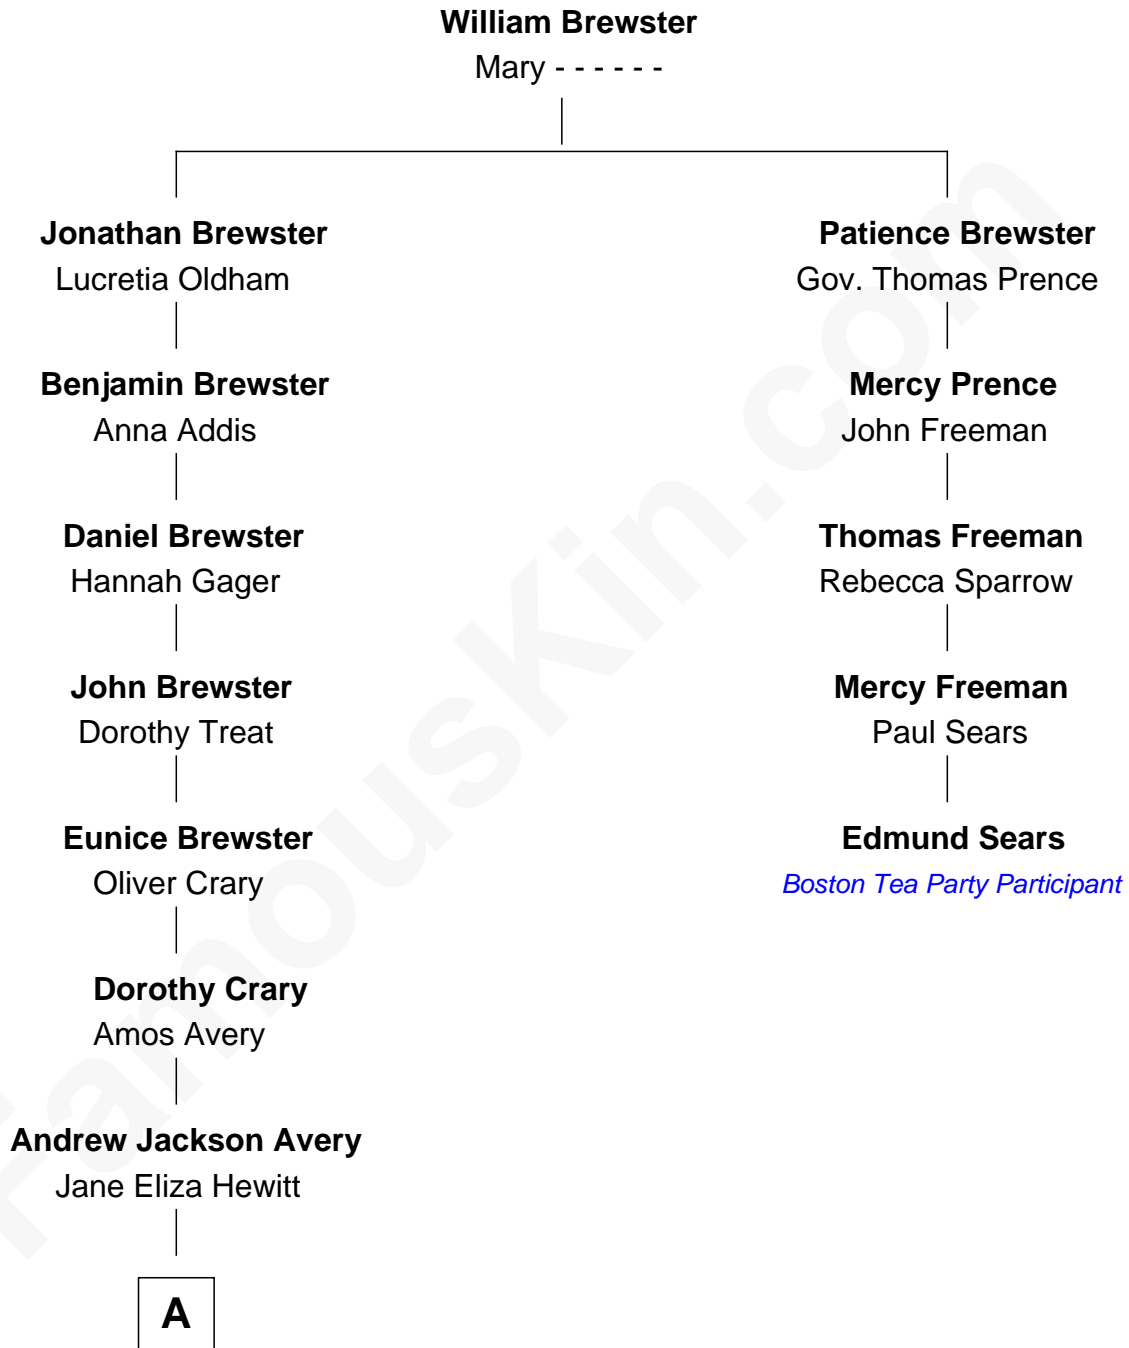 William Brewster
Mary - - - - - -
Jonathan Brewster
Lucretia Oldham
Patience Brewster
Gov. Thomas Prence
Benjamin Brewster
Anna Addis
Mercy Prence
John Freeman
Daniel Brewster
Hannah Gager
Thomas Freeman
Rebecca Sparrow
John Brewster
Dorothy Treat
Mercy Freeman
Paul Sears
Eunice Brewster
Oliver Crary
Edmund Sears
Boston Tea Party Participant
Dorothy Crary
Amos Avery
Andrew Jackson Avery
Jane Eliza Hewitt
A
FamousKin.com